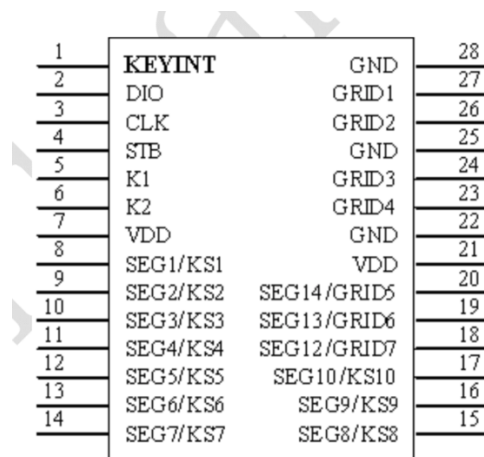 1 KEYINT GND 28
2 DIO GRID1 27
3 CLK GRID2 26
4 STB GND 25
5 K1 GRID3 24
6 K2 GRID4 23
7 VDD GND 22
8 SEG1/KS1 VDD 21
9 SEG2/KS2 SEG14/GRID5 20
10 SEG3/KS3 SEG13/GRID6 19
11 SEG4/KS4 SEG12/GRID7 18
12 SEG5/KS5 SEG10/KS10 17
13 SEG6/KS6 SEG9/KS9 16
14 SEG7/KS7 SEG8/KS8 15